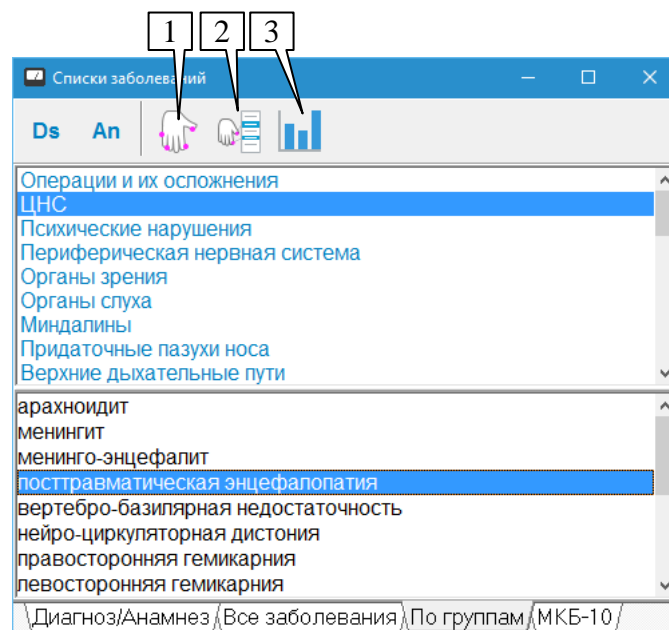 1 2 3
Списки заболеваний
Ds An
Операции и их осложнения
ЦНС
Психические нарушения
Периферическая нервная система
Органы зрения
Органы слуха
Миндалины
Придаточные пазухи носа
Верхние дыхательные пути
арахноидит
менингит
менинго-энцефалит
посттравматическая энцефалопатия
вертебро-базилярная недостаточность
нейро-циркуляторная дистония
правосторонняя гемикарния
левосторонняя гемикарния
Диагноз/Анамнез Все заболевания По группам МКБ-10